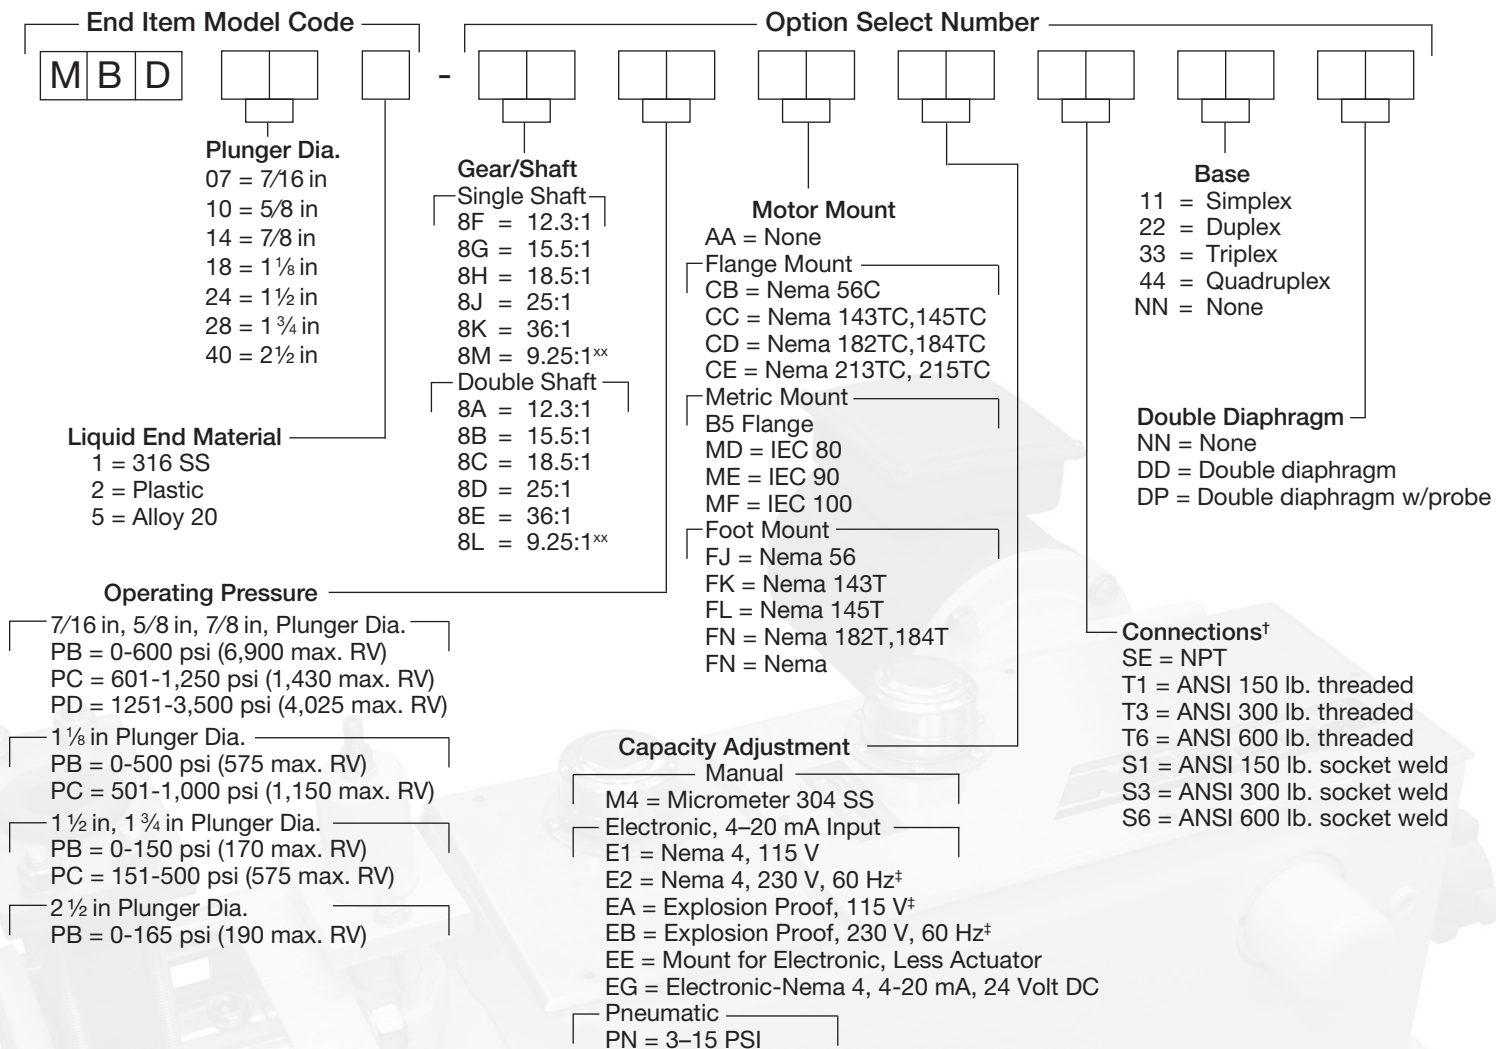 End Item Model Code
Option Select Number
M B D
-
Plunger Dia.
07 = 7/16 in
10 = 5/8 in
14 = 7/8 in
18 = 1⅛ in
24 = 1½ in
28 = 1¾ in
40 = 2½ in
Liquid End Material
1 = 316 SS
2 = Plastic
5 = Alloy 20
Gear/Shaft
Single Shaft
8F = 12.3:1
8G = 15.5:1
8H = 18.5:1
8J = 25:1
8K = 36:1
8M = 9.25:1ˣˣ
Double Shaft
8A = 12.3:1
8B = 15.5:1
8C = 18.5:1
8D = 25:1
8E = 36:1
8L = 9.25:1ˣˣ
Operating Pressure
7/16 in, 5/8 in, 7/8 in, Plunger Dia.
PB = 0-600 psi (6,900 max. RV)
PC = 601-1,250 psi (1,430 max. RV)
PD = 1251-3,500 psi (4,025 max. RV)
1⅛ in Plunger Dia.
PB = 0-500 psi (575 max. RV)
PC = 501-1,000 psi (1,150 max. RV)
1½ in, 1¾ in Plunger Dia.
PB = 0-150 psi (170 max. RV)
PC = 151-500 psi (575 max. RV)
2½ in Plunger Dia.
PB = 0-165 psi (190 max. RV)
Motor Mount
AA = None
Flange Mount
CB = Nema 56C
CC = Nema 143TC,145TC
CD = Nema 182TC,184TC
CE = Nema 213TC, 215TC
Metric Mount
B5 Flange
MD = IEC 80
ME = IEC 90
MF = IEC 100
Foot Mount
FJ = Nema 56
FK = Nema 143T
FL = Nema 145T
FN = Nema 182T,184T
FN = Nema
Capacity Adjustment
Manual
M4 = Micrometer 304 SS
Electronic, 4–20 mA Input
E1 = Nema 4, 115 V
E2 = Nema 4, 230 V, 60 Hz‡
EA = Explosion Proof, 115 V‡
EB = Explosion Proof, 230 V, 60 Hz‡
EE = Mount for Electronic, Less Actuator
EG = Electronic-Nema 4, 4-20 mA, 24 Volt DC
Pneumatic
PN = 3–15 PSI
Connections†
SE = NPT
T1 = ANSI 150 lb. threaded
T3 = ANSI 300 lb. threaded
T6 = ANSI 600 lb. threaded
S1 = ANSI 150 lb. socket weld
S3 = ANSI 300 lb. socket weld
S6 = ANSI 600 lb. socket weld
Base
11 = Simplex
22 = Duplex
33 = Triplex
44 = Quadruplex
NN = None
Double Diaphragm
NN = None
DD = Double diaphragm
DP = Double diaphragm w/probe